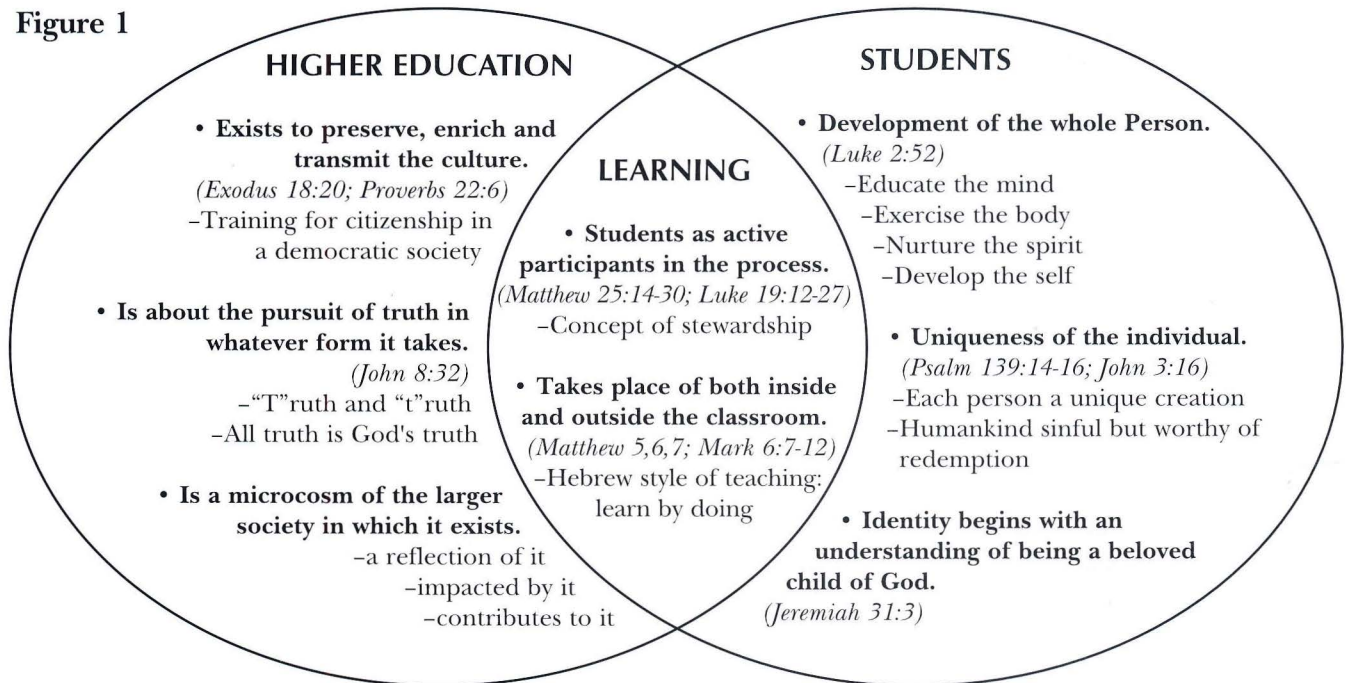 Figure 1
HIGHER EDUCATION
• Exists to preserve, enrich and
transmit the culture.
(Exodus 18:20; Proverbs 22:6)
–Training for citizenship in
a democratic society
• Is about the pursuit of truth in
whatever form it takes.
(John 8:32)
–“T”ruth and “t”ruth
–All truth is God's truth
• Is a microcosm of the larger
society in which it exists.
–a reflection of it
–impacted by it
–contributes to it
LEARNING
• Students as active
participants in the process.
(Matthew 25:14-30; Luke 19:12-27)
–Concept of stewardship
• Takes place of both inside
and outside the classroom.
(Matthew 5,6,7; Mark 6:7-12)
–Hebrew style of teaching:
learn by doing
STUDENTS
• Development of the whole Person.
(Luke 2:52)
–Educate the mind
–Exercise the body
–Nurture the spirit
–Develop the self
• Uniqueness of the individual.
(Psalm 139:14-16; John 3:16)
–Each person a unique creation
–Humankind sinful but worthy of
redemption
• Identity begins with an
understanding of being a beloved
child of God.
(Jeremiah 31:3)